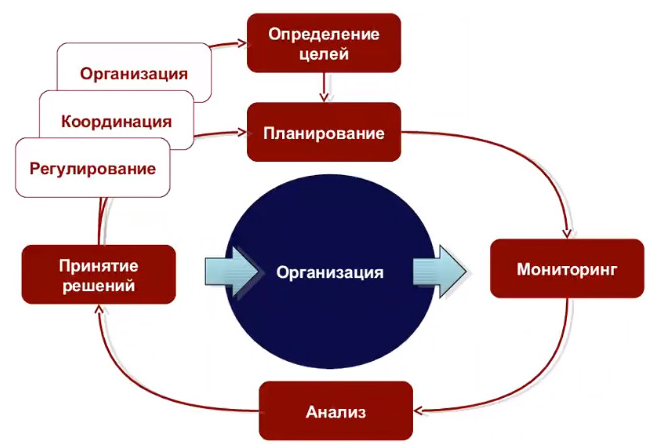 Определение
целей
Организация
Координация
Планирование
Регулирование
Принятие
решений
Организация
Мониторинг
Анализ